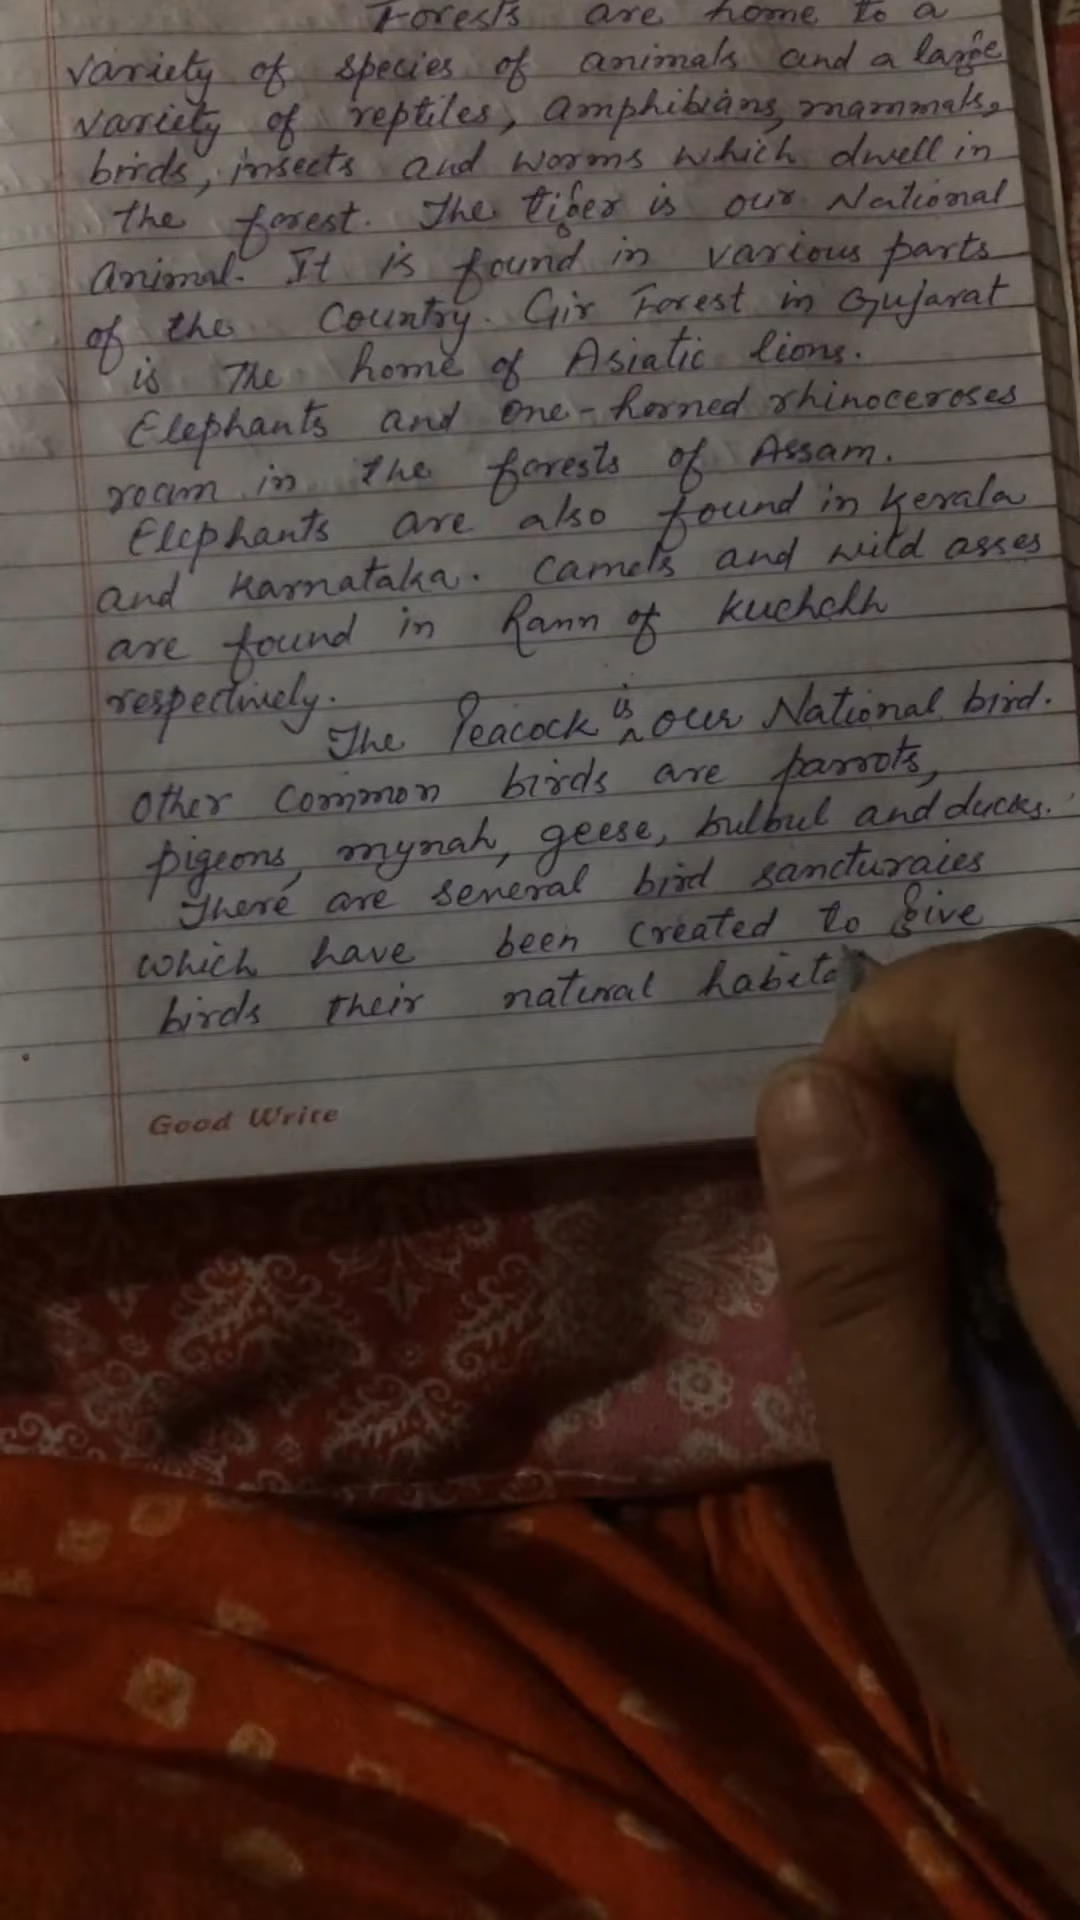 Forests are home to a
variety of species of animals and a large
variety of reptiles, amphibians, mammals,
birds, insects and worms which dwell in
the forest. The tiger is our National
animal. It is found in various parts
of the Country. Gir Forest in Gujarat
is The home of Asiatic lions.
Elephants and one-horned rhinoceroses
roam in the forests of Assam.
Elephants are also found in Kerala
and Karnataka. Camels and wild asses
are found in Rann of Kuchchh
respectively.
The Peacock is our National bird.
Other Common birds are parrots,
pigeons, mynah, geese, bulbul and ducks.
There are several bird sancturaies
which have been created to give
birds their natural habita
Good Write